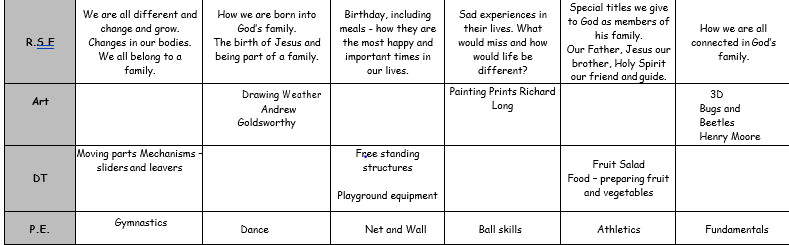 R.S.E
We are all different and
change and grow.
Changes in our bodies.
We all belong to a
family.
How we are born into
God's family.
The birth of Jesus and
being part of a family.
Birthday, including
meals – how they are
the most happy and
important times in
our lives.
Sad experiences in
their lives. What
would miss and how
would life be
different?
Special titles we give
to God as members of
his family.
Our Father, Jesus our
brother, Holy Spirit
our friend and guide.
How we are all
connected in God's
family.
Art
Drawing Weather
Andrew
Goldsworthy
Painting Prints Richard
Long
3D
Bugs and
Beetles
Henry Moore
DT
Moving parts Mechanisms –
sliders and leavers
Free standing
structures
Playground equipment
Fruit Salad
Food – preparing fruit
and vegetables
P.E.
Gymnastics
Dance
Net and Wall
Ball skills
Athletics
Fundamentals